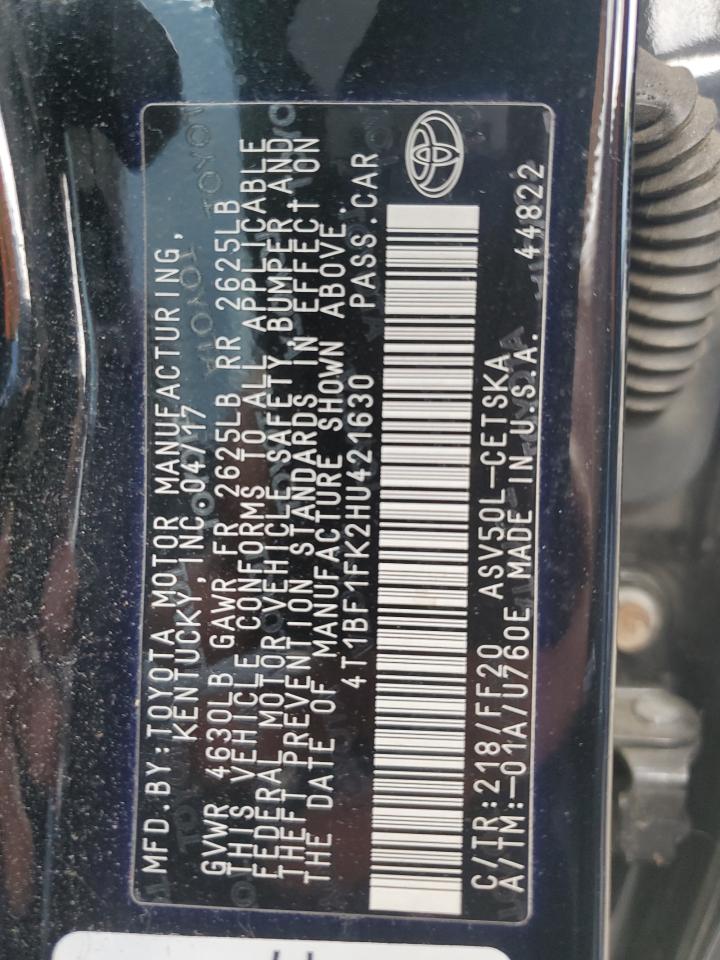 MFD.BY:TOYOTA MOTOR MANUFACTURING,
KENTUCKY, INC.04/17
GVWR 4630LB GAWR FR 2625LB RR 2625LB
THIS VEHICLE CONFORMS TO ALL APPLICABLE
FEDERAL MOTOR VEHICLE SAFETY, BUMPER, AND
THEFT PREVENTION STANDARDS IN EFFECT ON
THE DATE OF MANUFACTURE SHOWN ABOVE.
4T1BF1FK2HU421630 PASS.CAR
C/TR:218/FF20 ASV50L-CETSKA
A/TM:-01A/U760E MADE IN U.S.A. 44822